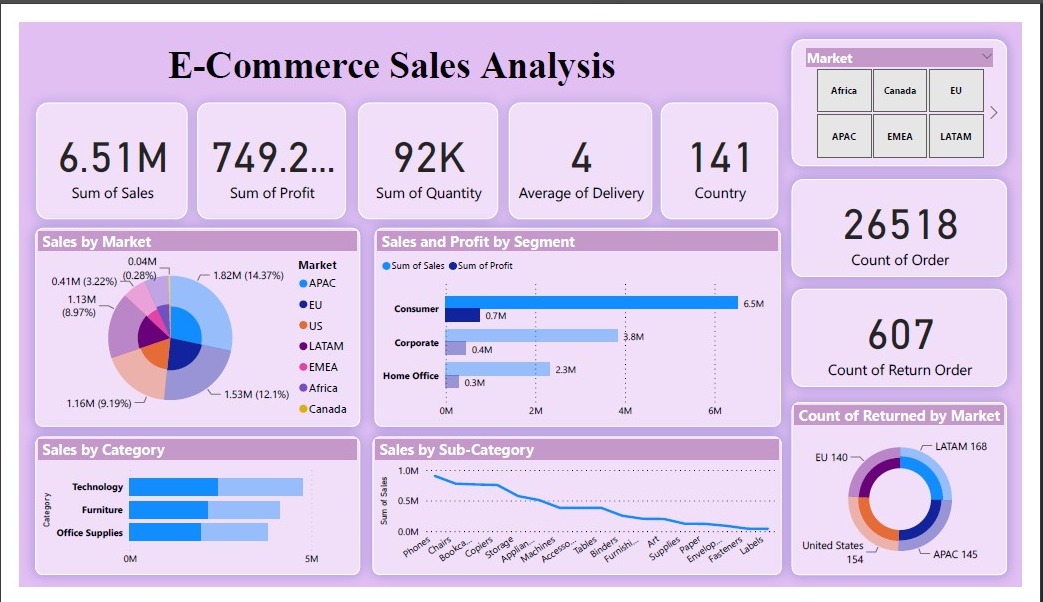 E-Commerce Sales Analysis
Market
Africa
Canada
EU
APAC
EMEA
LATAM
6.51M
Sum of Sales
749.2...
Sum of Profit
92K
Sum of Quantity
4
Average of Delivery
141
Country
26518
Count of Order
607
Count of Return Order
Sales by Market
0.04M
(0.28%)
0.41M (3.22%)
1.13M
(8.97%)
1.16M (9.19%)
1.82M (14.37%)
1.53M (12.1%)
Market
APAC
EU
US
LATAM
EMEA
Africa
Canada
Sales and Profit by Segment
Sum of Sales
Sum of Profit
Consumer
6.5M
0.7M
Corporate
3.8M
0.4M
Home Office
2.3M
0.3M
0M
2M
4M
6M
Sales by Category
Category
Technology
Furniture
Office Supplies
0M
5M
Sales by Sub-Category
Sum of Sales
1.0M
0.5M
0.0M
Phones
Chairs
Bookca...
Copiers
Storage
Applian...
Machines
Accesso...
Tables
Binders
Furnishi...
Art
Supplies
Paper
Envelop...
Fasteners
Labels
Count of Returned by Market
LATAM 168
EU 140
United States
154
APAC 145